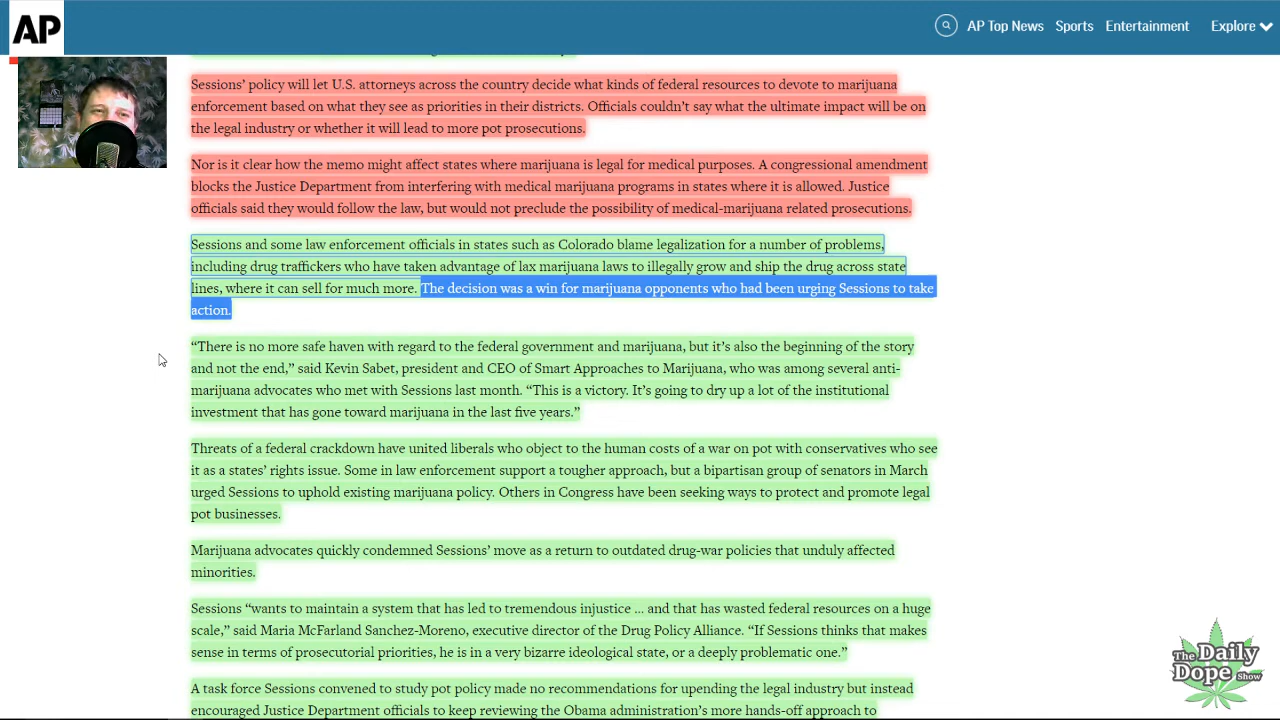 AP
AP Top News Sports Entertainment Explore
Sessions’ policy will let U.S. attorneys across the country decide what kinds of federal resources to devote to marijuana
enforcement based on what they see as priorities in their districts. Officials couldn’t say what the ultimate impact will be on
the legal industry or whether it will lead to more pot prosecutions.
Nor is it clear how the memo might affect states where marijuana is legal for medical purposes. A congressional amendment
blocks the Justice Department from interfering with medical marijuana programs in states where it is allowed. Justice
officials said they would follow the law, but would not preclude the possibility of medical-marijuana related prosecutions.
Sessions and some law enforcement officials in states such as Colorado blame legalization for a number of problems,
including drug traffickers who have taken advantage of lax marijuana laws to illegally grow and ship the drug across state
lines, where it can sell for much more. The decision was a win for marijuana opponents who had been urging Sessions to take
action.
“There is no more safe haven with regard to the federal government and marijuana, but it’s also the beginning of the story
and not the end,” said Kevin Sabet, president and CEO of Smart Approaches to Marijuana, who was among several anti-
marijuana advocates who met with Sessions last month. “This is a victory. It’s going to dry up a lot of the institutional
investment that has gone toward marijuana in the last five years.”
Threats of a federal crackdown have united liberals who object to the human costs of a war on pot with conservatives who see
it as a states’ rights issue. Some in law enforcement support a tougher approach, but a bipartisan group of senators in March
urged Sessions to uphold existing marijuana policy. Others in Congress have been seeking ways to protect and promote legal
pot businesses.
Marijuana advocates quickly condemned Sessions’ move as a return to outdated drug-war policies that unduly affected
minorities.
Sessions “wants to maintain a system that has led to tremendous injustice ... and that has wasted federal resources on a huge
scale,” said Maria McFarland Sanchez-Moreno, executive director of the Drug Policy Alliance. “If Sessions thinks that makes
sense in terms of prosecutorial priorities, he is in a very bizarre ideological state, or a deeply problematic one.”
A task force Sessions convened to study pot policy made no recommendations for upending the legal industry but instead
encouraged Justice Department officials to keep reviewing the Obama administration’s more hands-off approach to
The Daily
Dope Show